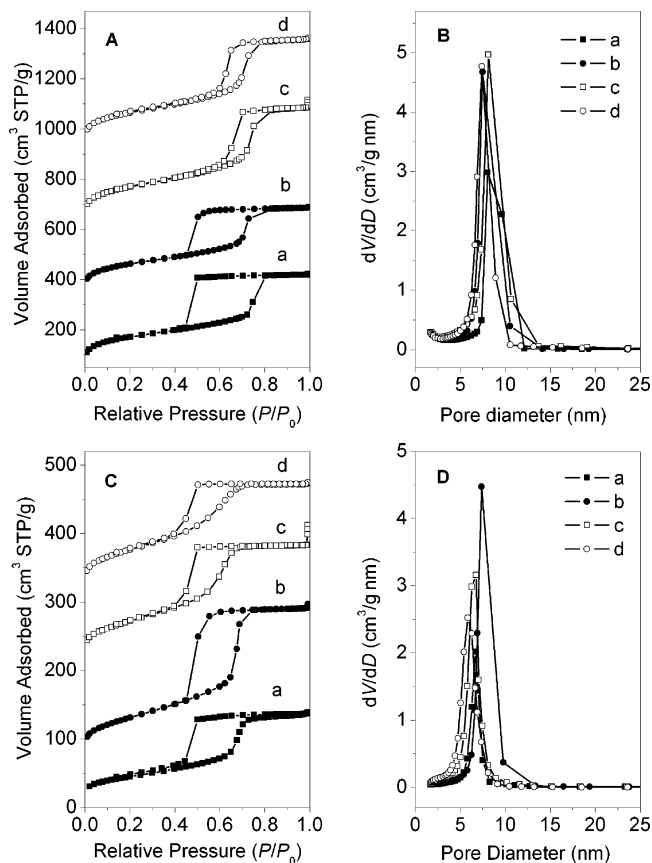 A
d
c
b
a
1400
1200
1000
800
600
400
200
0.0 0.2 0.4 0.6 0.8 1.0
Volume Adsorbed (cm³ STP/g)
Relative Pressure (P/P₀)
B
a
b
c
d
5
4
3
2
1
0
0 5 10 15 20 25
dV/dD (cm³/g nm)
Pore diameter (nm)
C
d
c
b
a
500
400
300
200
100
0
0.0 0.2 0.4 0.6 0.8 1.0
Volume Adsorbed (cm³ STP/g)
Relative Pressure (P/P₀)
D
a
b
c
d
5
4
3
2
1
0
0 5 10 15 20 25
dV/dD (cm³/g nm)
Pore Diameter (nm)